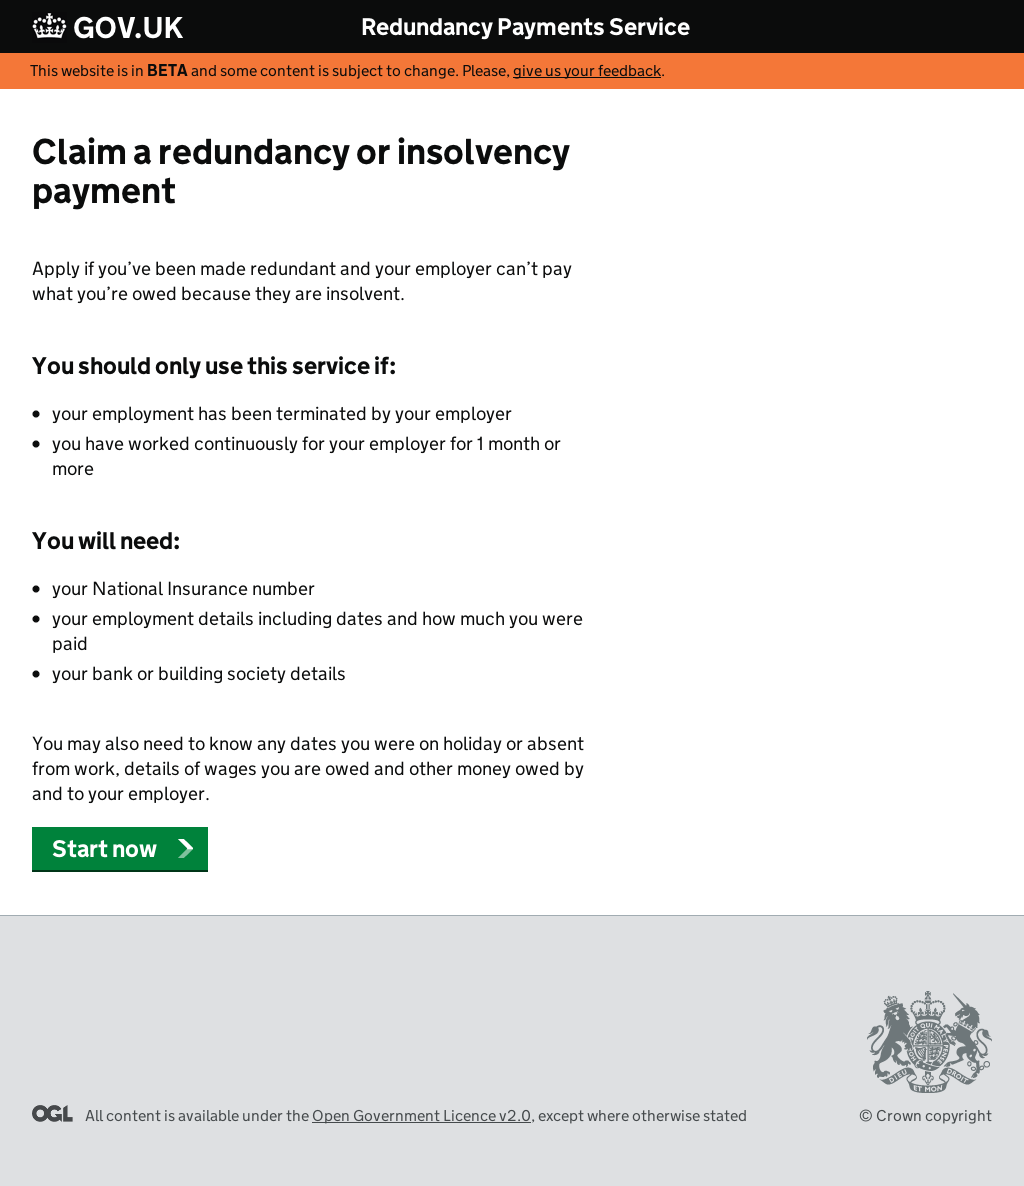 GOV.UK
Redundancy Payments Service
This website is in BETA and some content is subject to change. Please, give us your feedback.
Claim a redundancy or insolvency
payment
Apply if you’ve been made redundant and your employer can’t pay
what you’re owed because they are insolvent.
You should only use this service if:
• your employment has been terminated by your employer
• you have worked continuously for your employer for 1 month or
more
You will need:
• your National Insurance number
• your employment details including dates and how much you were
paid
• your bank or building society details
You may also need to know any dates you were on holiday or absent
from work, details of wages you are owed and other money owed by
and to your employer.
Start now
DIEU ET MON DROIT
OGL All content is available under the Open Government Licence v2.0, except where otherwise stated
© Crown copyright